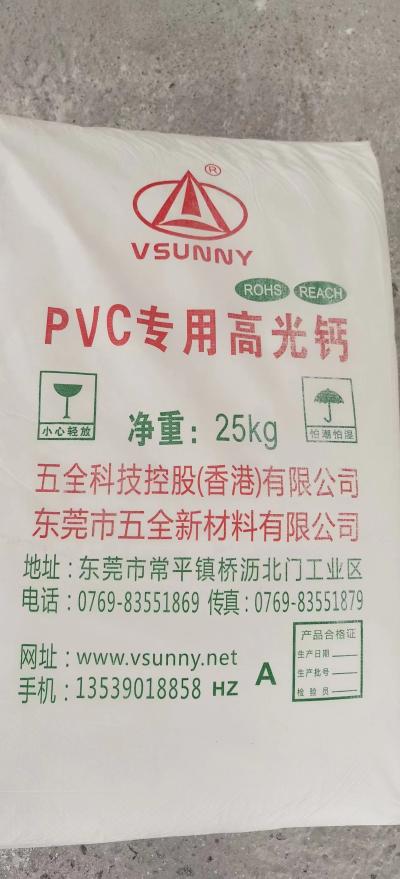 ®
VSUNNY
ROHS REACH
PVC专用高光钙
小心轻放
净重：25kg
怕潮怕湿
五全科技控股(香港)有限公司
东莞市五全新材料有限公司
地址：东莞市常平镇桥沥北门工业区
电话：0769-83551869 传真：0769-83551879
产品合格证
生产日期
生产批号
检验员
网址：www.vsunny.net
手机：13539018858 HZ A